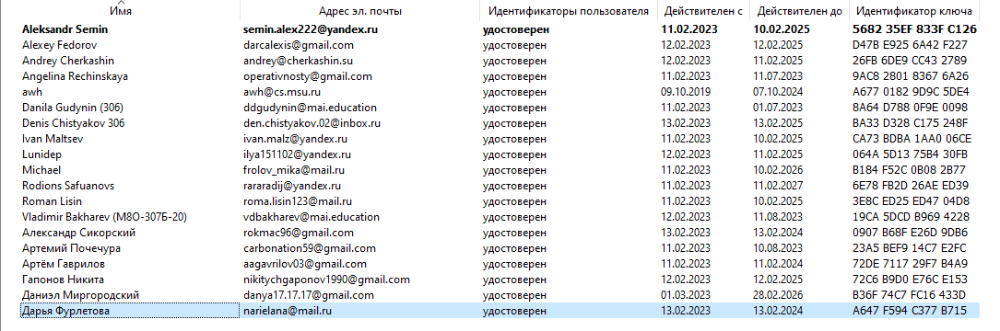 Имя Адрес эл. почты Идентификаторы пользователя Действителен с Действителен до Идентификатор ключа
Aleksandr Semin semin.alex222@yandex.ru удостоверен 11.02.2023 10.02.2025 5682 35EF 833F C126
Alexey Fedorov darcalexis@gmail.com удостоверен 12.02.2023 12.02.2025 D47B E925 6A42 F227
Andrey Cherkashin andrey@cherkashin.su удостоверен 12.02.2023 11.02.2025 26FB 6DE9 CC43 2789
Angelina Rechinskaya operativnosty@gmail.com удостоверен 11.02.2023 11.07.2023 9AC8 2801 8367 6A26
awh awh@cs.msu.ru удостоверен 09.10.2019 07.10.2024 A677 0182 9D9C 5DE4
Danila Gudynin (306) ddgudynin@mai.education удостоверен 11.02.2023 01.07.2023 8A64 D788 0F9E 0098
Denis Chistyakov 306 den.chistyakov.02@inbox.ru удостоверен 13.02.2023 13.02.2025 BA33 D328 C175 248F
Ivan Maltsev ivan.malz@yandex.ru удостоверен 11.02.2023 10.02.2025 CA73 BDBA 1AA0 06CE
Lunidep ilya151102@yandex.ru удостоверен 12.02.2023 12.02.2025 064A 5D13 75B4 30FB
Michael frolov_mika@mail.ru удостоверен 11.02.2023 10.02.2026 B184 F52C 0B08 2B77
Rodions Safuanovs rararadij@yandex.ru удостоверен 11.02.2023 11.02.2027 6E78 FB2D 26AE ED39
Roman Lisin roma.lisin123@mail.ru удостоверен 11.02.2023 10.02.2025 3E8C ED25 ED47 04D8
Vladimir Bakharev (М8О-307Б-20) vdbakharev@mai.education удостоверен 12.02.2023 11.08.2023 19CA 5DCD B969 4228
Александр Сикорский rokmac96@gmail.com удостоверен 13.02.2023 13.02.2024 0907 B68F E26D 9DB6
Артемий Почечура carbonation59@gmail.com удостоверен 11.02.2023 10.08.2023 23A5 BEF9 14C7 E2FC
Артём Гаврилов aagavrilov03@gmail.com удостоверен 11.02.2023 13.02.2024 72DE 7117 29F7 B4A9
Гапонов Никита nikitychgaponov1990@gmail.com удостоверен 12.02.2023 12.02.2025 72C6 B9D0 E76C E153
Даниэл Миргородский danya17.17.17@gmail.com удостоверен 01.03.2023 28.02.2026 B36F 74C7 FC16 433D
Дарья Фурлетова narielana@mail.ru удостоверен 13.02.2023 13.02.2024 A647 F594 C377 B715